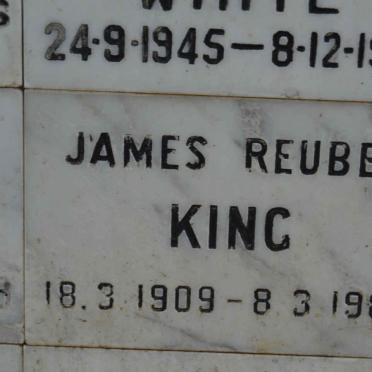 24·9·1945—8·12·1
JAMES REUBE
KING
18.3.1909-8 3 19